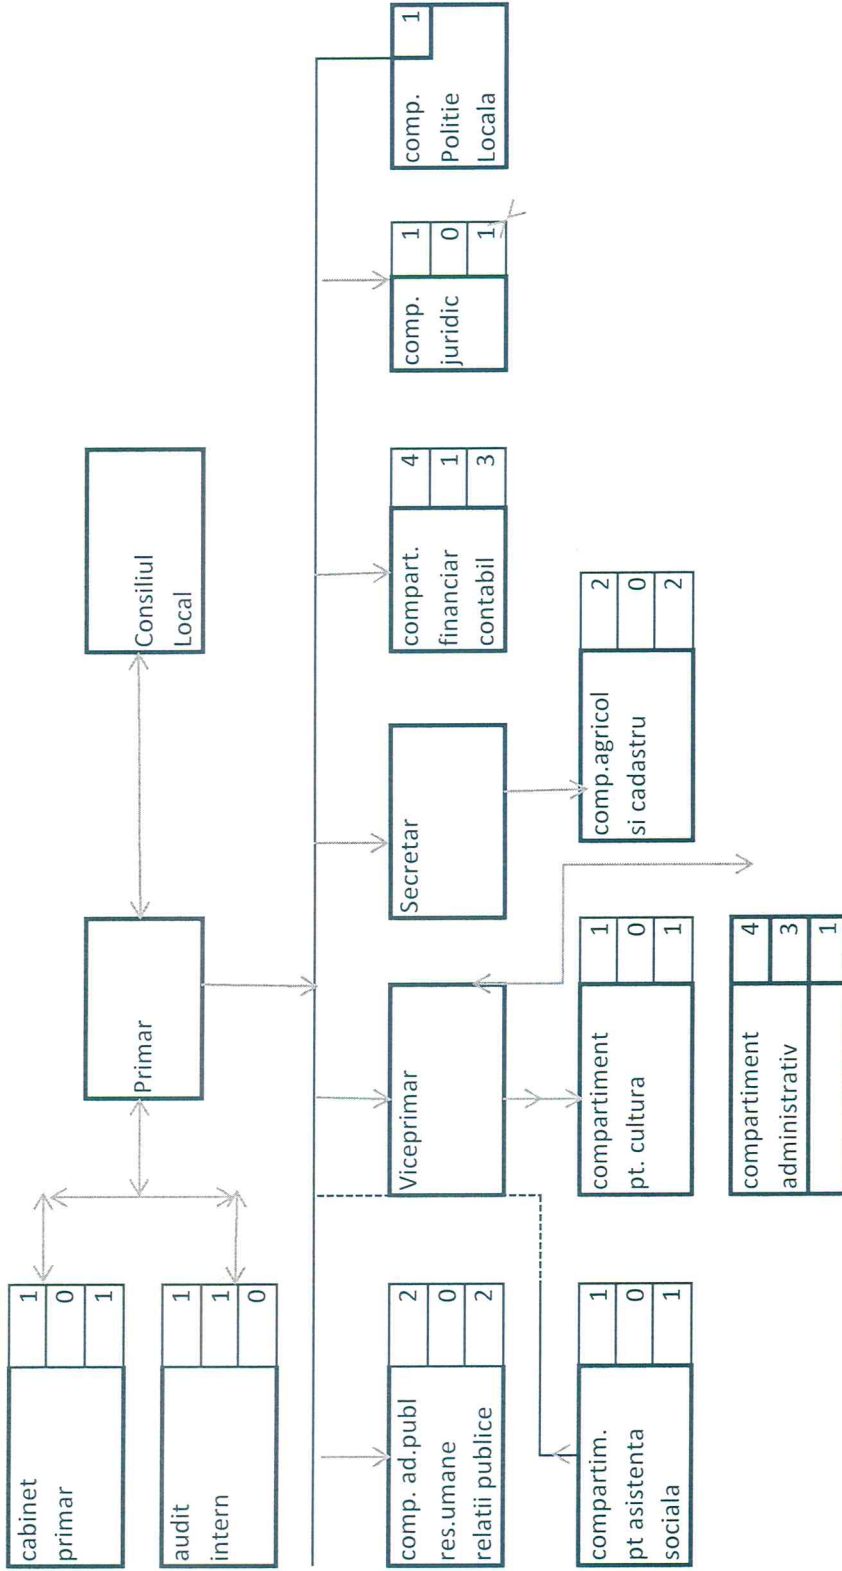 cabinet
primar
1
0
1
audit
intern
1
1
0
Primar
Consiliul
Local
comp. ad.publ
res.umane
relatii publice
2
0
2
Viceprimar
Secretar
compart.
financiar
contabil
4
1
3
comp.
juridic
1
0
1
comp.
Politie
Locala
1
compartim.
pt asistenta
sociala
1
0
1
compartiment
pt. cultura
1
0
1
comp.agricol
si cadastru
2
0
2
compartiment
administrativ
4
3
1